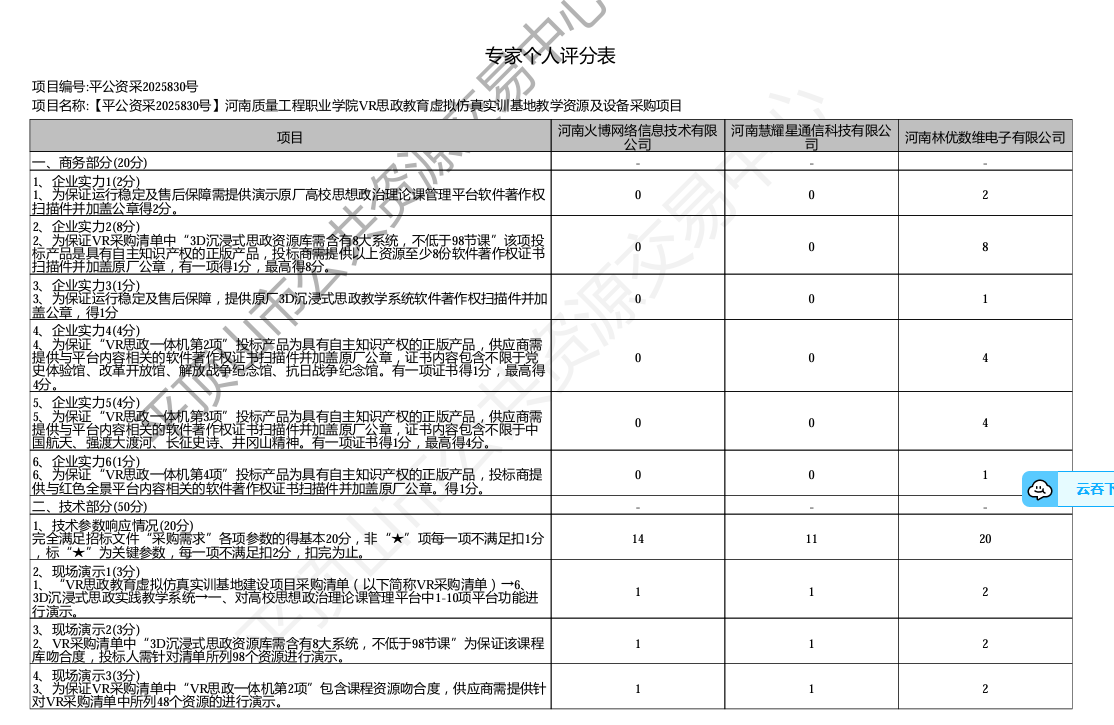 专家个人评分表
项目编号:平公资采2025830号
项目名称:【平公资采2025830号】河南质量工程职业学院VR思政教育虚拟仿真实训基地教学资源及设备采购项目
项目 河南火博网络信息技术有限公司 河南慧耀星通信科技有限公司 河南林优数维电子有限公司
一、商务部分(20分) - - -
1、企业实力1(2分)
1、为保证运行稳定及售后保障需提供演示原厂高校思想政治理论课管理平台软件著作权
扫描件并加盖公章得2分。 0 0 2
2、企业实力2(8分)
2、为保证VR采购清单中“3D沉浸式思政资源库需含有8大系统，不低于98节课”该项投
标产品是具有自主知识产权的正版产品，投标商需提供以上资源至少8份软件著作权证书
扫描件并加盖原厂公章，有一项得1分，最高得8分。 0 0 8
3、企业实力3(1分)
3、为保证运行稳定及售后保障，提供原厂3D沉浸式思政教学系统软件著作权扫描件并加
盖公章，得1分 0 0 1
4、企业实力4(4分)
4、为保证“VR思政一体机第2项”投标产品为具有自主知识产权的正版产品，供应商需
提供与平台内容相关的软件著作权证书扫描件并加盖原厂公章，证书内容包含不限于党
史体验馆、改革开放馆、解放战争纪念馆、抗日战争纪念馆。有一项证书得1分，最高得
4分。 0 0 4
5、企业实力5(4分)
5、为保证“VR思政一体机第3项”投标产品为具有自主知识产权的正版产品，供应商需
提供与平台内容相关的软件著作权证书扫描件并加盖原厂公章，证书内容包含不限于中
国航天、强渡大渡河、长征史诗、井冈山精神。有一项证书得1分，最高得4分。 0 0 4
6、企业实力6(1分)
6、为保证“VR思政一体机第4项”投标产品为具有自主知识产权的正版产品，投标商提
供与红色全景平台内容相关的软件著作权证书扫描件并加盖原厂公章。得1分。 0 0 1
二、技术部分(50分) - - -
1、技术参数响应情况(20分)
完全满足招标文件“采购需求”各项参数的得基本20分，非“★”项每一项不满足扣1分
，标“★”为关键参数，每一项不满足扣2分，扣完为止。 14 11 20
2、现场演示1(3分)
1、“VR思政教育虚拟仿真实训基地建设项目采购清单（以下简称VR采购清单）→6、
3D沉浸式思政实践教学系统→一、对高校思想政治理论课管理平台中1-10项平台功能进
行演示。 1 1 2
3、现场演示2(3分)
2、VR采购清单中“3D沉浸式思政资源库需含有8大系统，不低于98节课”为保证该课程
库吻合度，投标人需针对清单所列98个资源进行演示。 1 1 2
4、现场演示3(3分)
3、为保证VR采购清单中“VR思政一体机第2项”包含课程资源吻合度，供应商需提供针
对VR采购清单中所列48个资源的进行演示。 1 1 2
平顶山市公共资源交易中心
平顶山市公共资源交易中心
云吞下